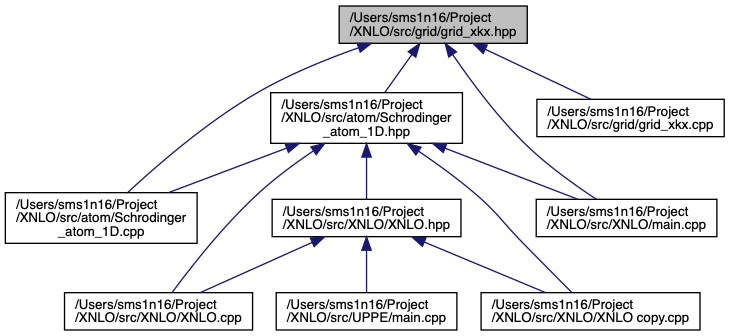 /Users/sms1n16/Project
/XNLO/src/grid/grid_xkx.hpp
/Users/sms1n16/Project
/XNLO/src/atom/Schrodinger
_atom_1D.hpp
/Users/sms1n16/Project
/XNLO/src/grid/grid_xkx.cpp
/Users/sms1n16/Project
/XNLO/src/atom/Schrodinger
_atom_1D.cpp
/Users/sms1n16/Project
/XNLO/src/XNLO/XNLO.hpp
/Users/sms1n16/Project
/XNLO/src/XNLO/main.cpp
/Users/sms1n16/Project
/XNLO/src/XNLO/XNLO.cpp
/Users/sms1n16/Project
/XNLO/src/UPPE/main.cpp
/Users/sms1n16/Project
/XNLO/src/XNLO/XNLO copy.cpp